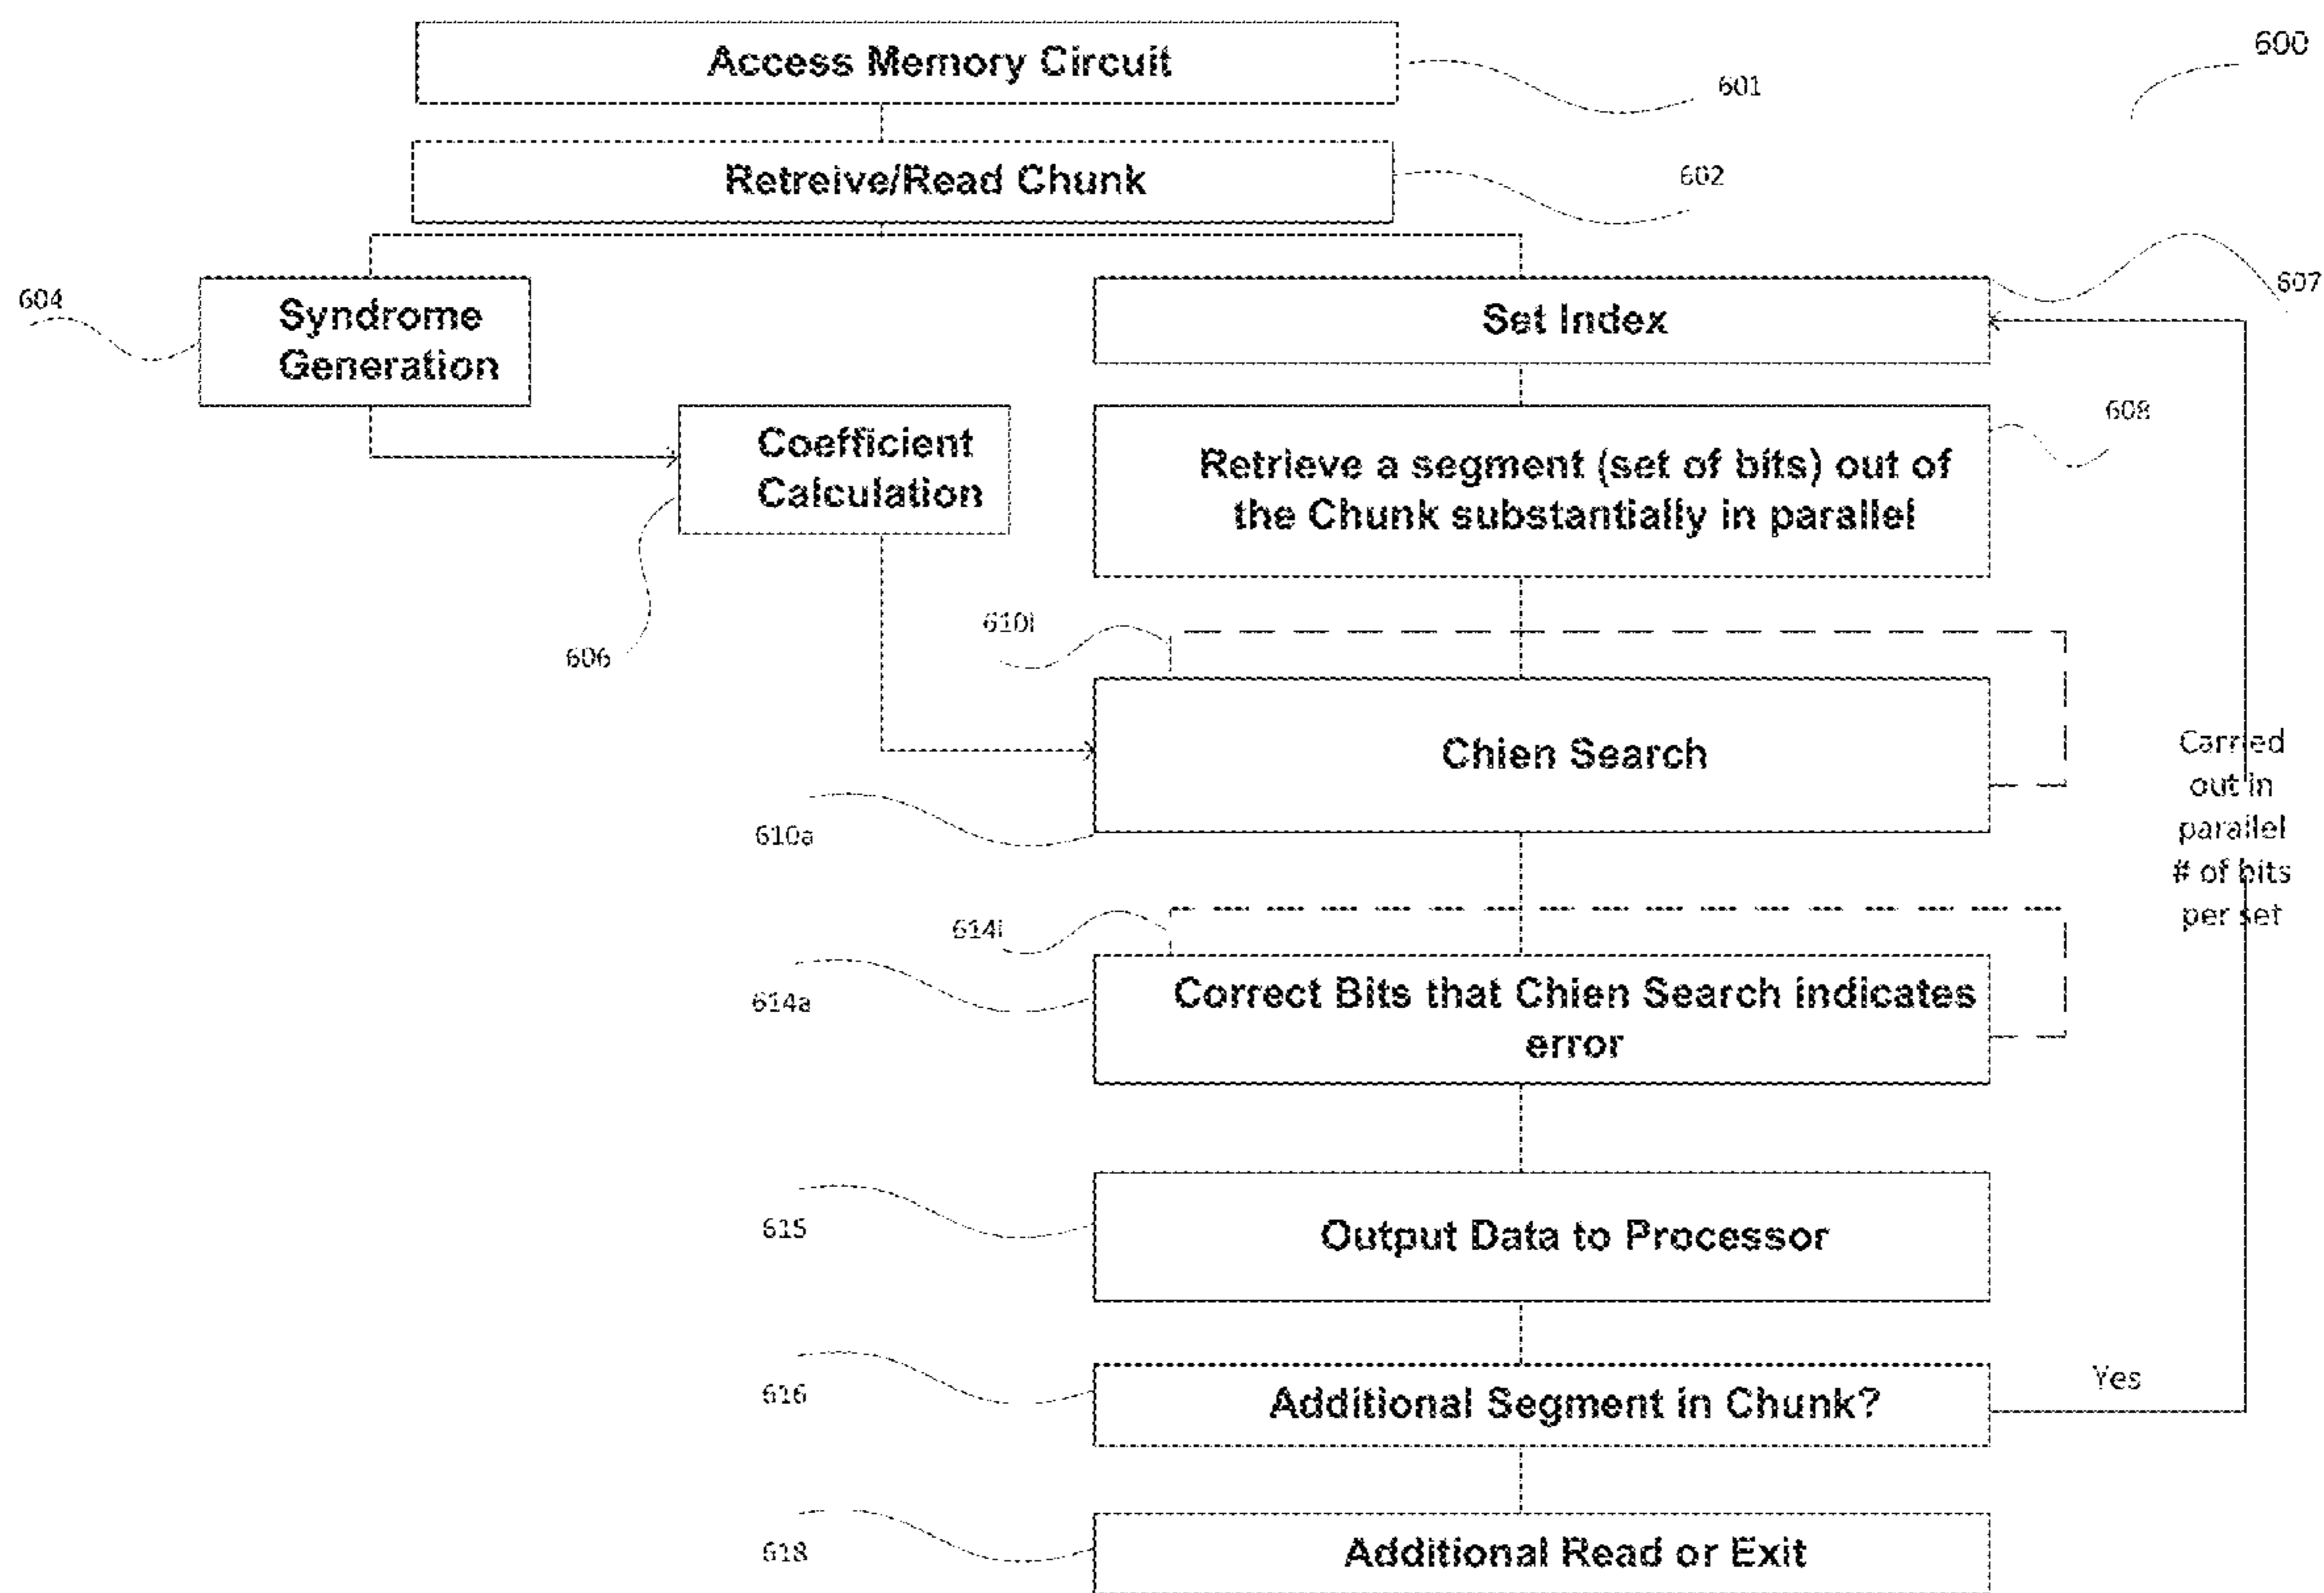 Access Memory Circuit
600
601
Retreive/Read Chunk
602
604
Syndrome
Generation
Set Index
607
Coefficient
Calculation
606
Retrieve a segment (set of bits) out of
the Chunk substantially in parallel
608
610i
Chien Search
610a
Carried
out in
parallel
# of bits
per set
614i
Correct Bits that Chien Search indicates
error
614a
Output Data to Processor
615
Additional Segment in Chunk?
616
Yes
Additional Read or Exit
618